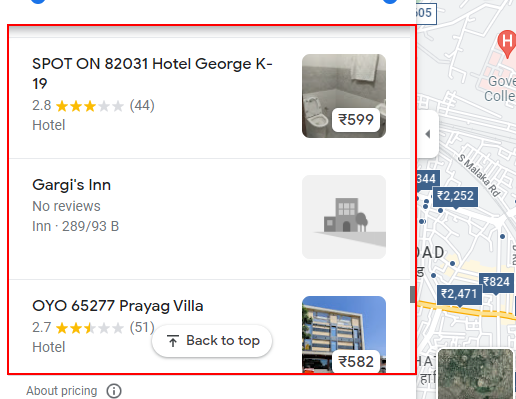 SPOT ON 82031 Hotel George K-
19
2.8 (44)
Hotel
₹599
Gargi's Inn
No reviews
Inn · 289/93 B
OYO 65277 Prayag Villa
2.7 (51)
Hotel
₹582
Back to top
About pricing
605
H
Gove
Colle
S Malaka Rd
344
₹2,252
OAD
₹824
₹2,471